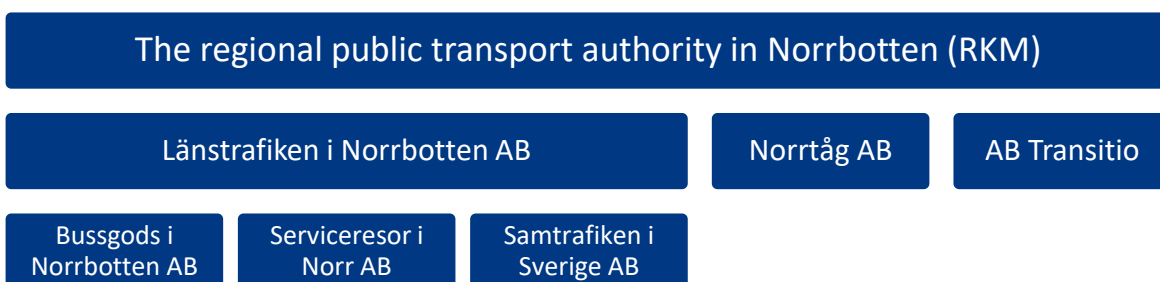 The regional public transport authority in Norrbotten (RKM)
Länstrafiken i Norrbotten AB
Norrtåg AB
AB Transitio
Bussgods i
Norrbotten AB
Serviceresor i
Norr AB
Samtrafiken i
Sverige AB